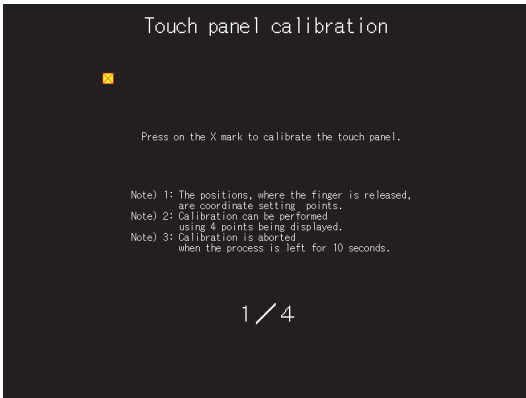 Touch panel calibration
Press on the X mark to calibrate the touch panel.
Note) 1: The positions, where the finger is released,
are coordinate setting points.
Note) 2: Calibration can be performed
using 4 points being displayed.
Note) 3: Calibration is aborted
when the process is left for 10 seconds.
1/4